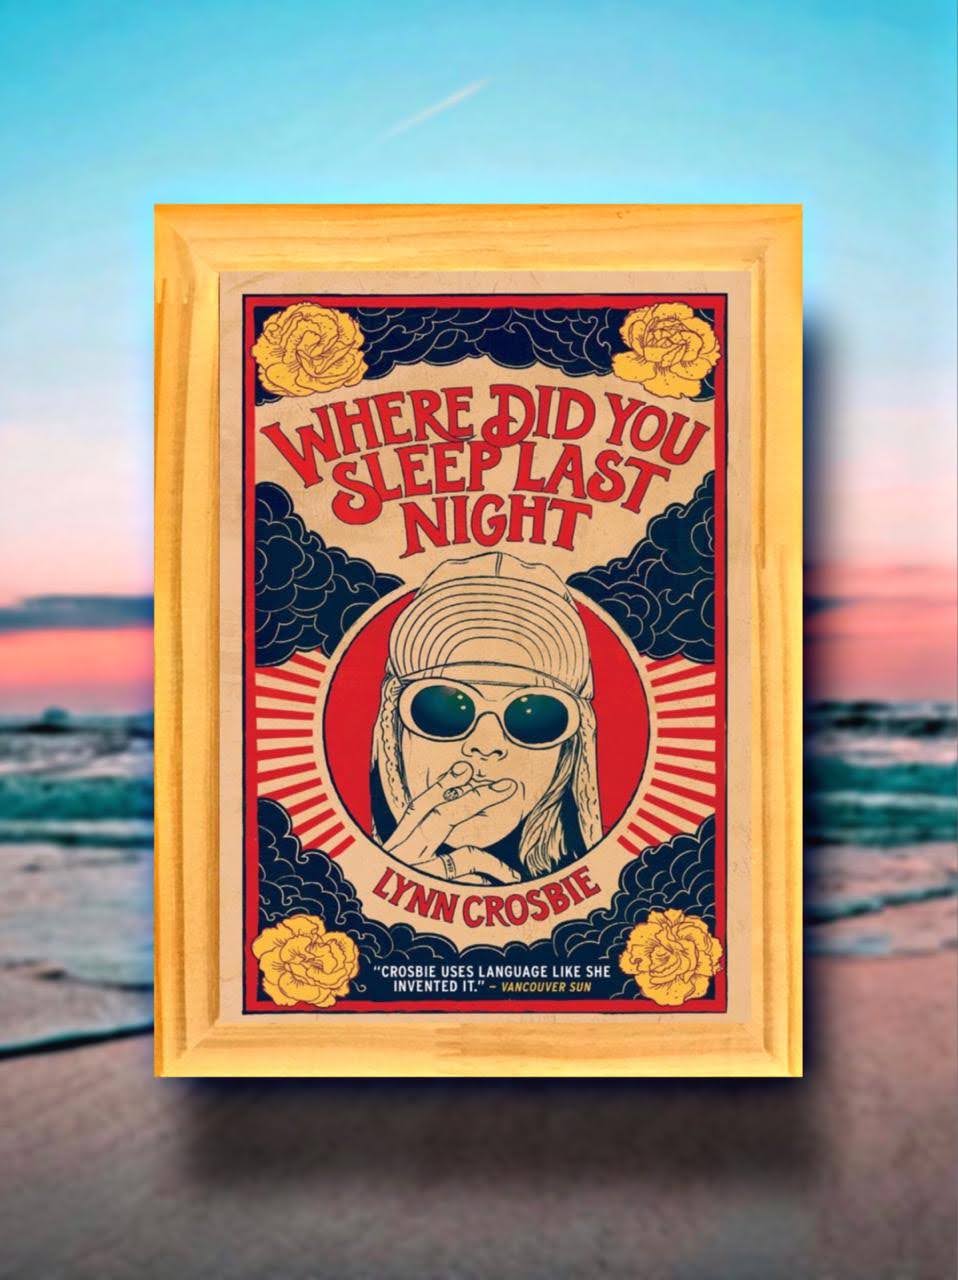 WHERE DID YOU
SLEEP LAST
NIGHT
LYNN CROSBIE
"CROSBIE USES LANGUAGE LIKE SHE
INVENTED IT." ~ VANCOUVER SUN